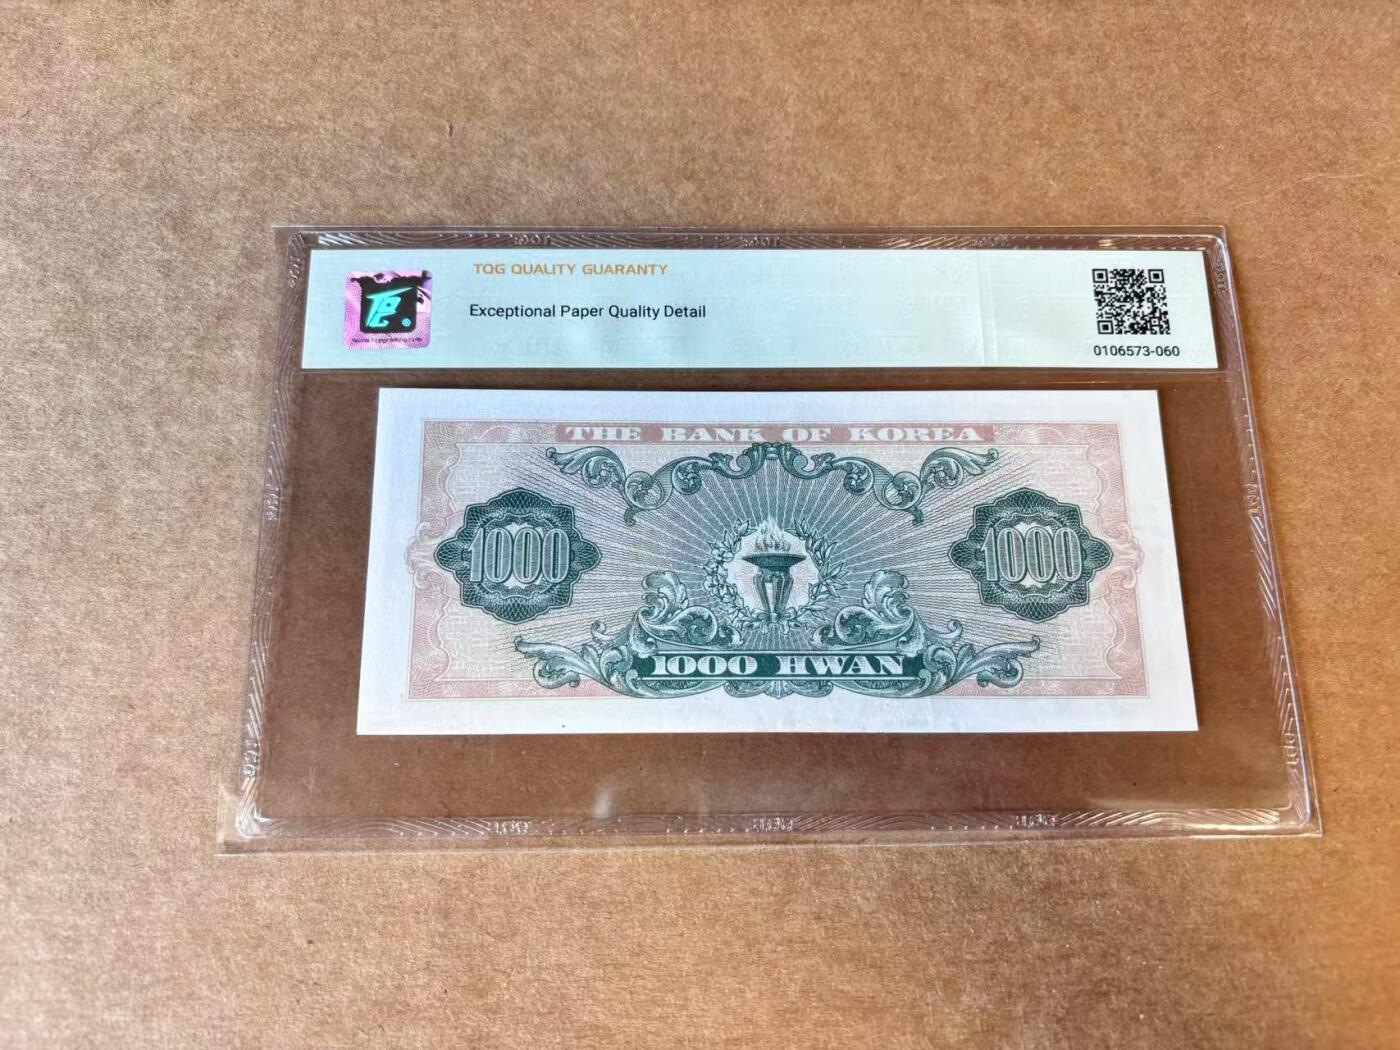 TQG QUALITY GUARANTY
Exceptional Paper Quality Detail
0106573-060
THE BANK OF KOREA
1000
1000
1000 HWAN